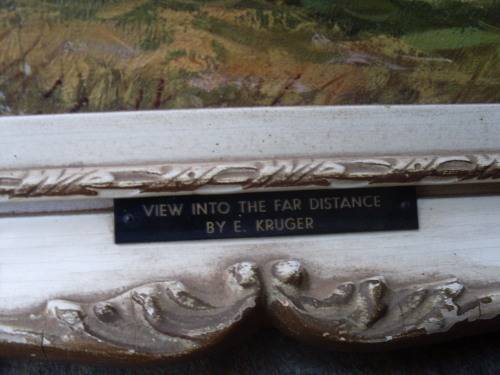 VIEW INTO THE FAR DISTANCE
BY E. KRUGER